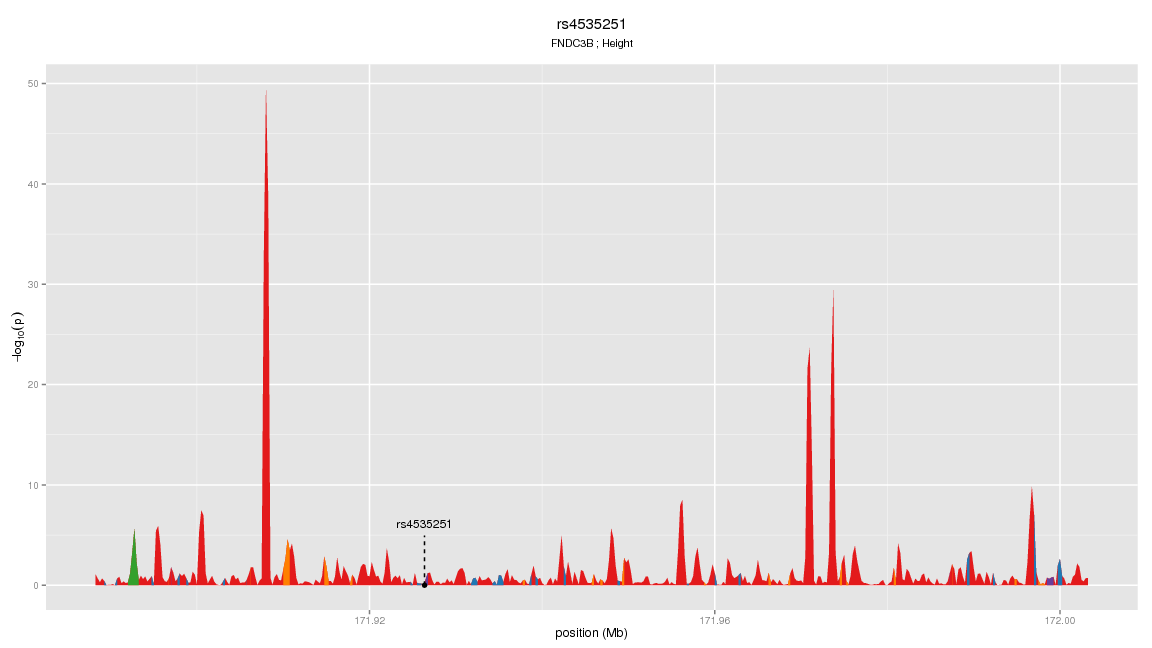 rs4535251
FNDC3B ; Height
50
40
30
20
10
0
−log10(p)
rs4535251
171.92
171.96
172.00
position (Mb)